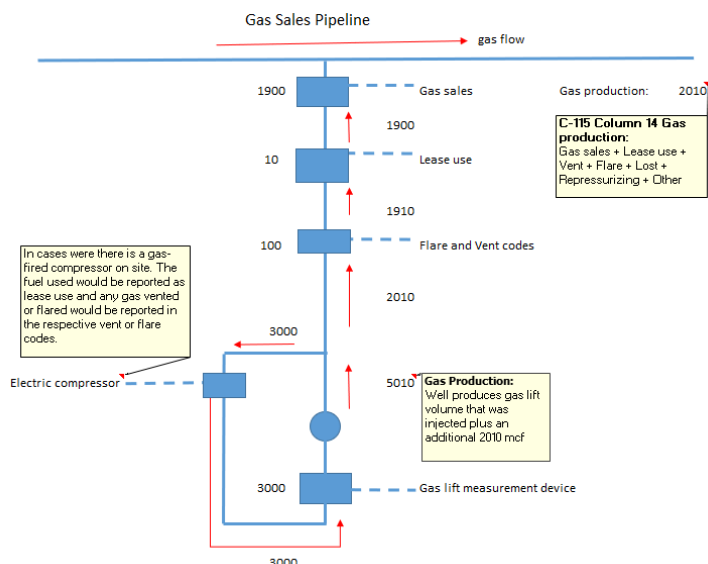 Gas Sales Pipeline
gas flow
1900
Gas sales
Gas production:
2010
C-115 Column 14 Gas
production:
Gas sales + Lease use +
Vent + Flare + Lost +
Repressurizing + Other
1900
10
Lease use
1910
100
Flare and Vent codes
In cases were there is a gas-
fired compressor on site. The
fuel used would be reported as
lease use and any gas vented
or flared would be reported in
the respective vent or flare
codes.
2010
3000
Electric compressor
5010
Gas Production:
Well produces gas lift
volume that was
injected plus an
additional 2010 mcf
3000
Gas lift measurement device
3000